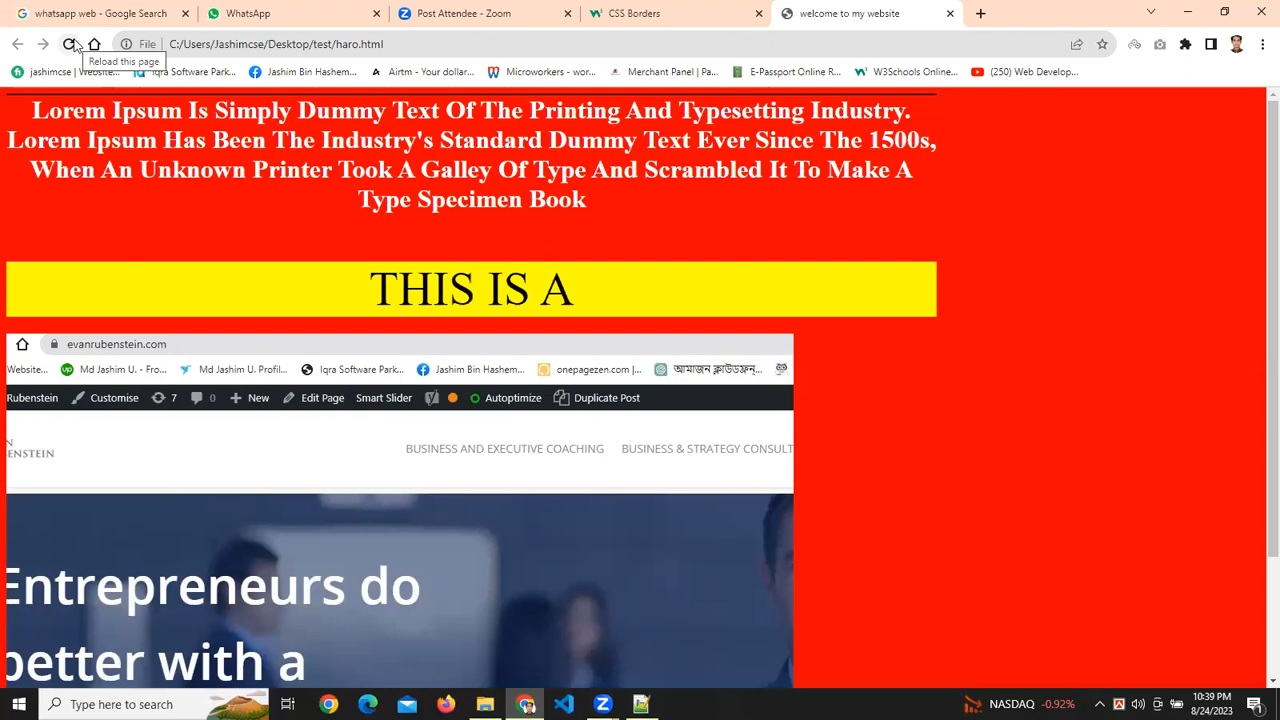 whatsapp web - Google Search
WhatsApp
Post Attendee - Zoom
CSS Borders
welcome to my website
File
C:/Users/Jashimcse/Desktop/test/haro.html
Reload this page
jashimcse | Website...
Iqra Software Park...
Jashim Bin Hashem...
Airtm - Your dollar...
Microworkers - wor...
Merchant Panel | Pa...
E-Passport Online R...
W3Schools Online...
(250) Web Develop...
Lorem Ipsum Is Simply Dummy Text Of The Printing And Typesetting Industry.
Lorem Ipsum Has Been The Industry's Standard Dummy Text Ever Since The 1500s,
When An Unknown Printer Took A Galley Of Type And Scrambled It To Make A
Type Specimen Book
THIS IS A
evanrubenstein.com
Website...
Md Jashim U. - Fro...
Md Jashim U. Profil...
Iqra Software Park...
Jashim Bin Hashem...
onepagezen.com |...
আমাজন ক্লাউডফ্রন্...
Rubenstein
Customise
7
0
New
Edit Page
Smart Slider
Autoptimize
Duplicate Post
N
ENSTEIN
BUSINESS AND EXECUTIVE COACHING
BUSINESS & STRATEGY CONSULT
Entrepreneurs do
better with a
Type here to search
NASDAQ
-0.92%
10:39 PM
8/24/2023
1